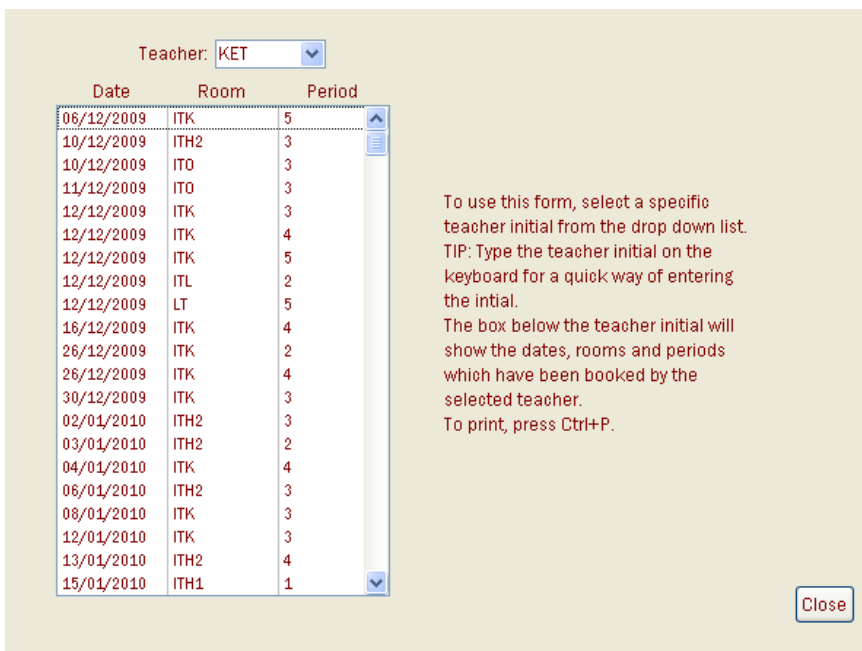 Teacher: KET
Date Room Period
06/12/2009 ITK 5
10/12/2009 ITH2 3
10/12/2009 ITO 3
11/12/2009 ITO 3
12/12/2009 ITK 3
12/12/2009 ITK 4
12/12/2009 ITK 5
12/12/2009 ITL 2
12/12/2009 LT 5
16/12/2009 ITK 4
26/12/2009 ITK 2
26/12/2009 ITK 4
30/12/2009 ITK 3
02/01/2010 ITH2 3
03/01/2010 ITH2 2
04/01/2010 ITK 4
06/01/2010 ITH2 3
08/01/2010 ITK 3
12/01/2010 ITK 3
13/01/2010 ITH2 4
15/01/2010 ITH1 1
To use this form, select a specific
teacher initial from the drop down list.
TIP: Type the teacher initial on the
keyboard for a quick way of entering
the intial.
The box below the teacher initial will
show the dates, rooms and periods
which have been booked by the
selected teacher.
To print, press Ctrl+P.
Close